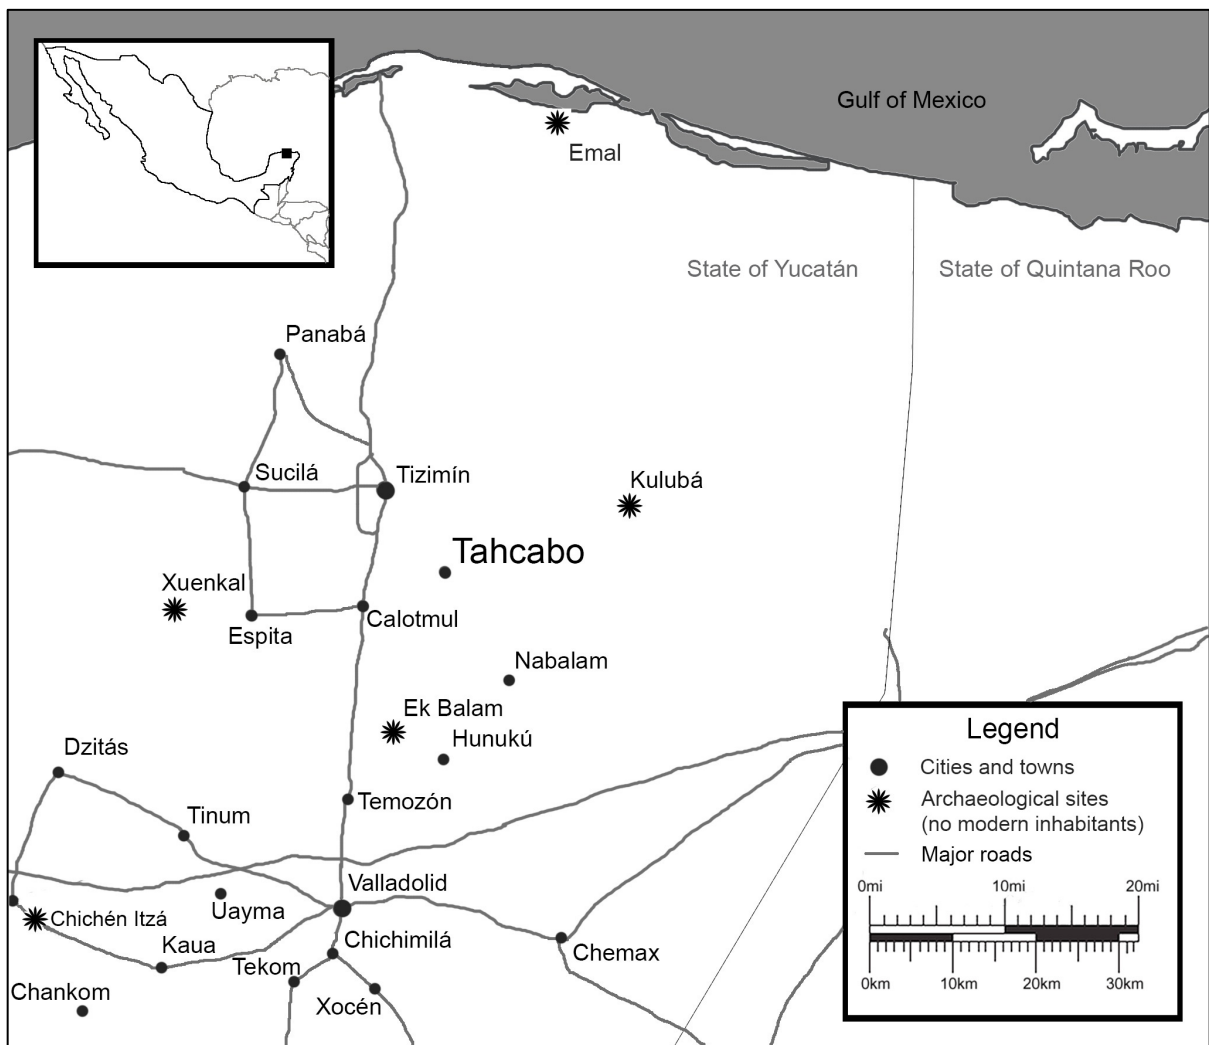 Gulf of Mexico
Emal
State of Yucatán
State of Quintana Roo
Panabá
Sucilá
Tizimín
Kulubá
Tahcabo
Xuenkal
Calotmul
Espita
Nabalam
Ek Balam
Hunukú
Dzitás
Temozón
Tinum
Valladolid
Uayma
Chichén Itzá
Chichimilá
Kaua
Chemax
Tekom
Chankom
Xocén
Legend
Cities and towns
Archaeological sites
(no modern inhabitants)
Major roads
0mi 10mi 20mi
0km 10km 20km 30km